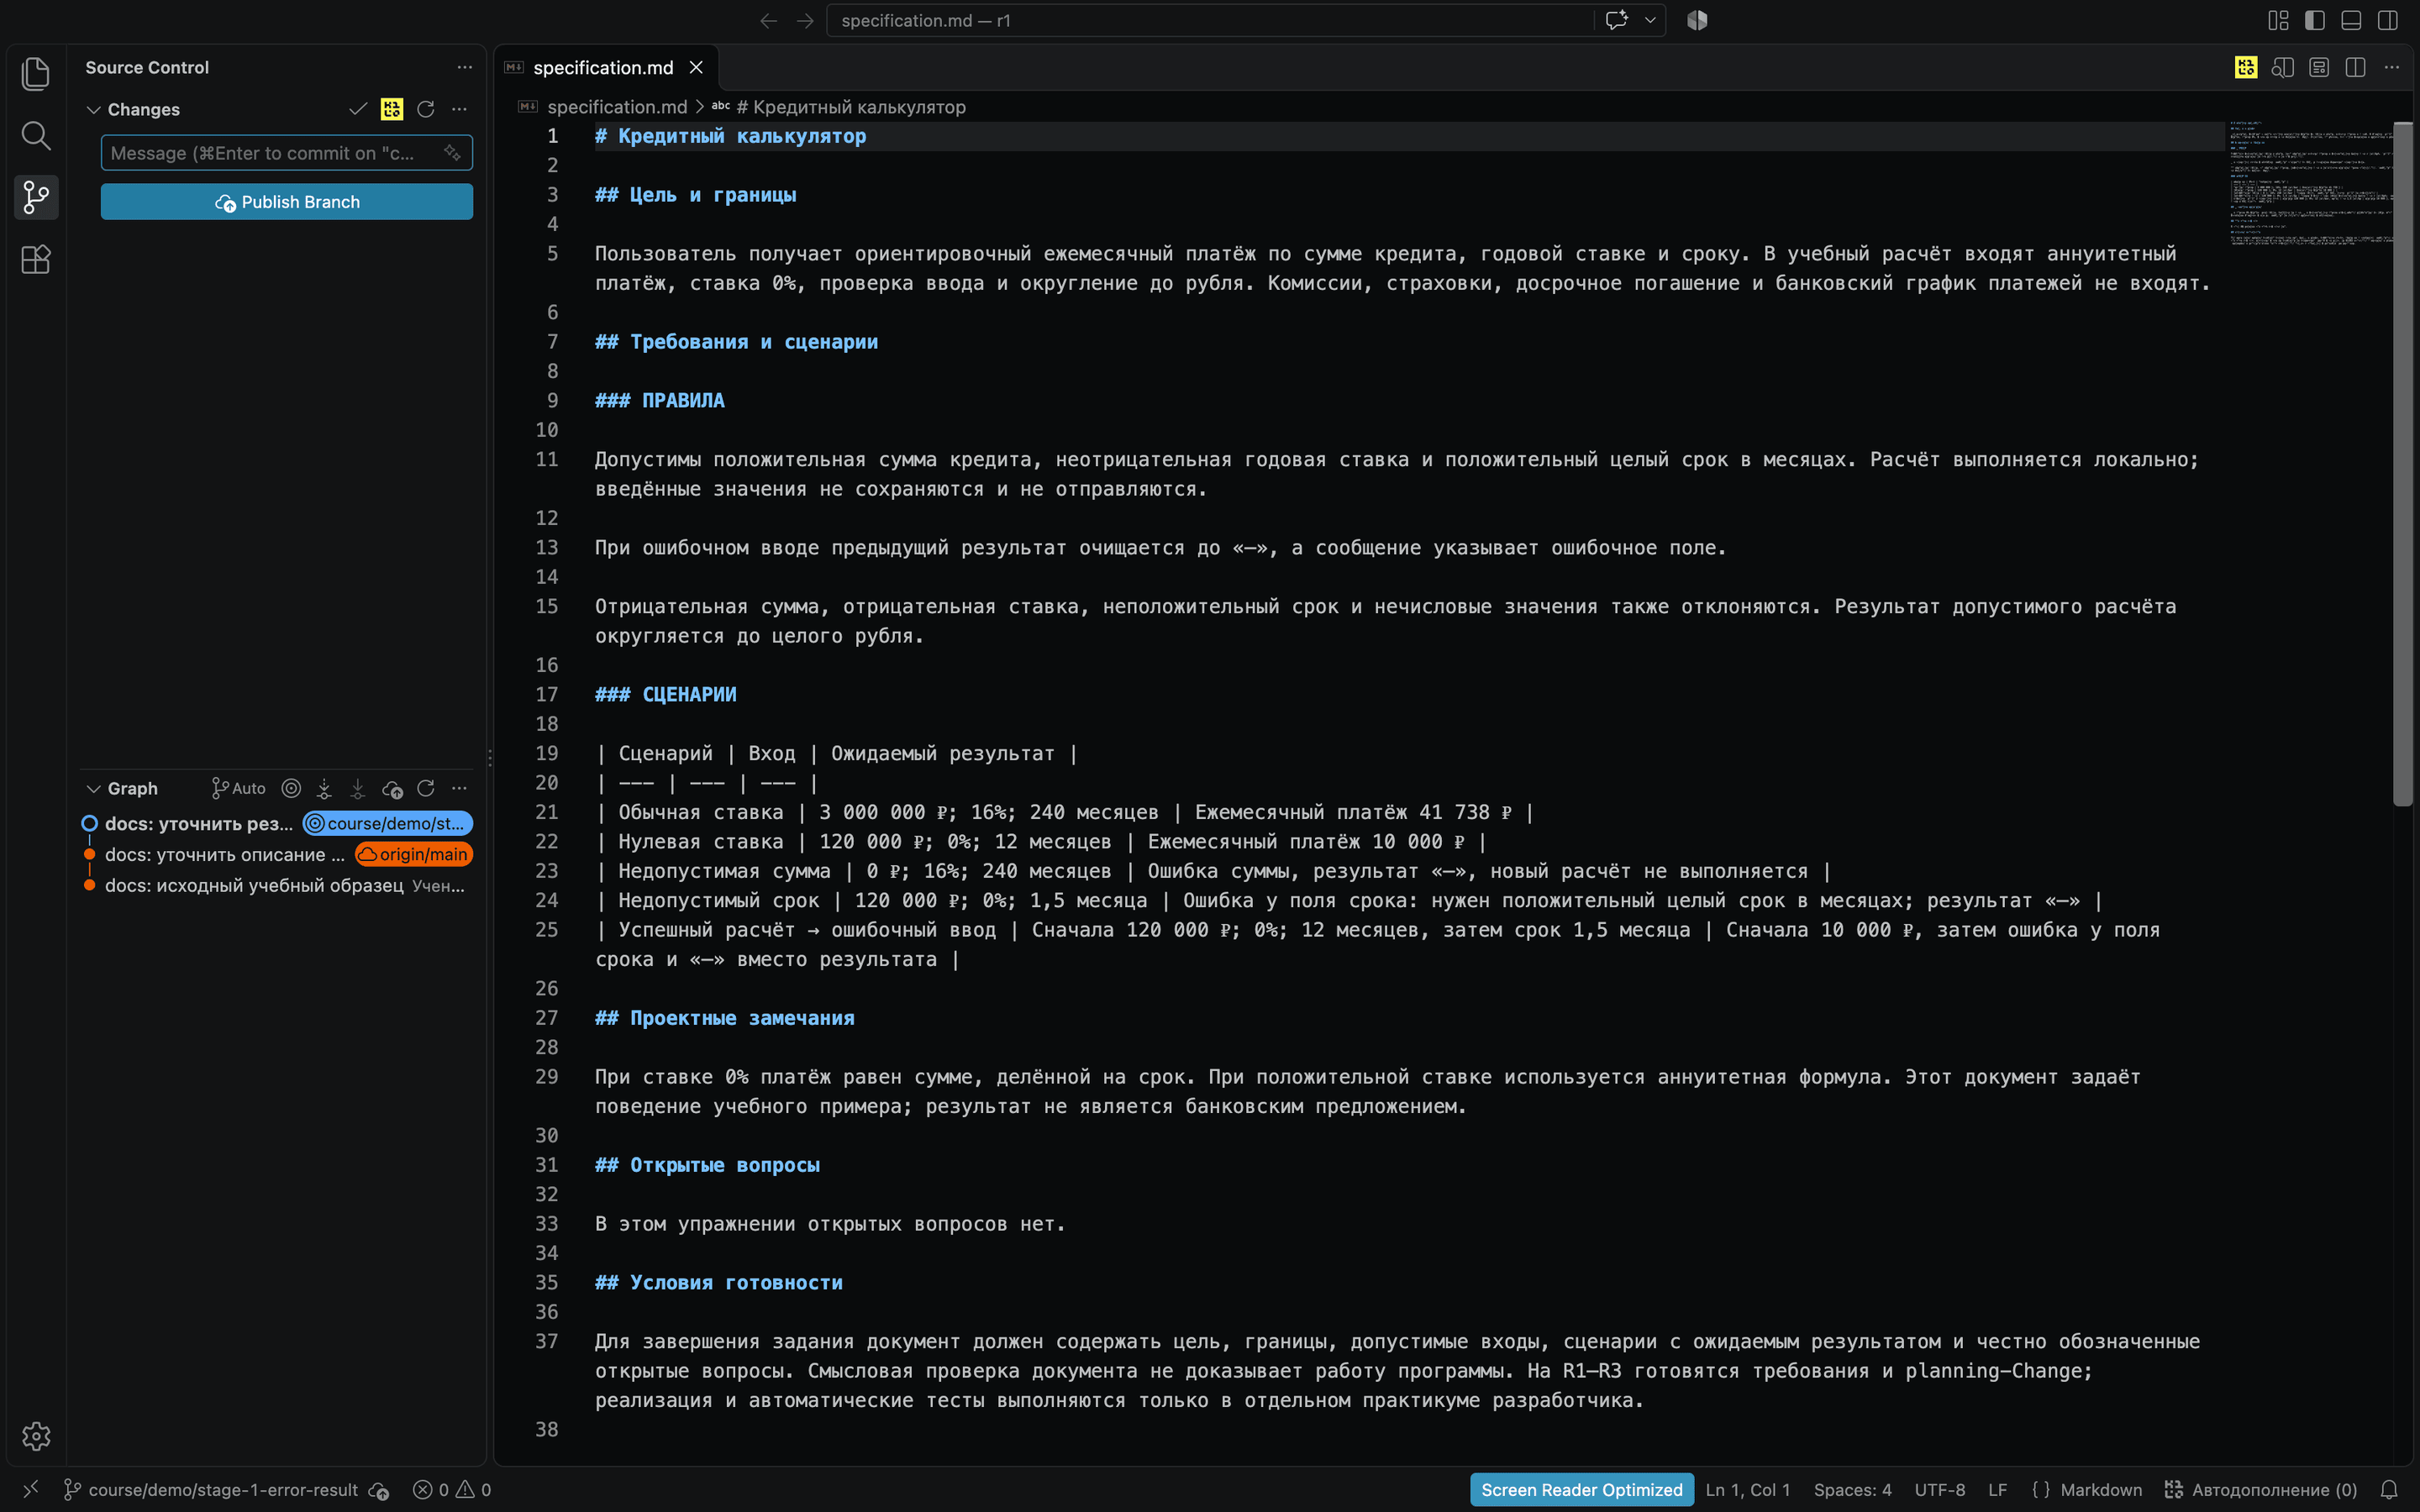 specification.md — r1
Source Control
Changes
Message (⌘Enter to commit on "c...
Publish Branch
Graph
Auto
docs: уточнить рез... course/demo/st...
docs: уточнить описание ... origin/main
docs: исходный учебный образец Учен...
specification.md
specification.md > abc # Кредитный калькулятор
1 # Кредитный калькулятор
2
3 ## Цель и границы
4
5 Пользователь получает ориентировочный ежемесячный платёж по сумме кредита, годовой ставке и сроку. В учебный расчёт входят аннуитетный
платёж, ставка 0%, проверка ввода и округление до рубля. Комиссии, страховки, досрочное погашение и банковский график платежей не входят.
6
7 ## Требования и сценарии
8
9 ### ПРАВИЛА
10
11 Допустимы положительная сумма кредита, неотрицательная годовая ставка и положительный целый срок в месяцах. Расчёт выполняется локально;
введённые значения не сохраняются и не отправляются.
12
13 При ошибочном вводе предыдущий результат очищается до «—», а сообщение указывает ошибочное поле.
14
15 Отрицательная сумма, отрицательная ставка, неположительный срок и нечисловые значения также отклоняются. Результат допустимого расчёта
округляется до целого рубля.
16
17 ### СЦЕНАРИИ
18
19 | Сценарий | Вход | Ожидаемый результат |
20 | --- | --- | --- |
21 | Обычная ставка | 3 000 000 ₽; 16%; 240 месяцев | Ежемесячный платёж 41 738 ₽ |
22 | Нулевая ставка | 120 000 ₽; 0%; 12 месяцев | Ежемесячный платёж 10 000 ₽ |
23 | Недопустимая сумма | 0 ₽; 16%; 240 месяцев | Ошибка суммы, результат «—», новый расчёт не выполняется |
24 | Недопустимый срок | 120 000 ₽; 0%; 1,5 месяца | Ошибка у поля срока: нужен положительный целый срок в месяцах; результат «—» |
25 | Успешный расчёт → ошибочный ввод | Сначала 120 000 ₽; 0%; 12 месяцев, затем срок 1,5 месяца | Сначала 10 000 ₽, затем ошибка у поля
срока и «—» вместо результата |
26
27 ## Проектные замечания
28
29 При ставке 0% платёж равен сумме, делённой на срок. При положительной ставке используется аннуитетная формула. Этот документ задаёт
поведение учебного примера; результат не является банковским предложением.
30
31 ## Открытые вопросы
32
33 В этом упражнении открытых вопросов нет.
34
35 ## Условия готовности
36
37 Для завершения задания документ должен содержать цель, границы, допустимые входы, сценарии с ожидаемым результатом и честно обозначенные
открытые вопросы. Смысловая проверка документа не доказывает работу программы. На R1–R3 готовятся требования и planning-Change;
реализация и автоматические тесты выполняются только в отдельном практикуме разработчика.
38
course/demo/stage-1-error-result 0 0 Screen Reader Optimized Ln 1, Col 1 Spaces: 4 UTF-8 LF {} Markdown Автодополнение (0)